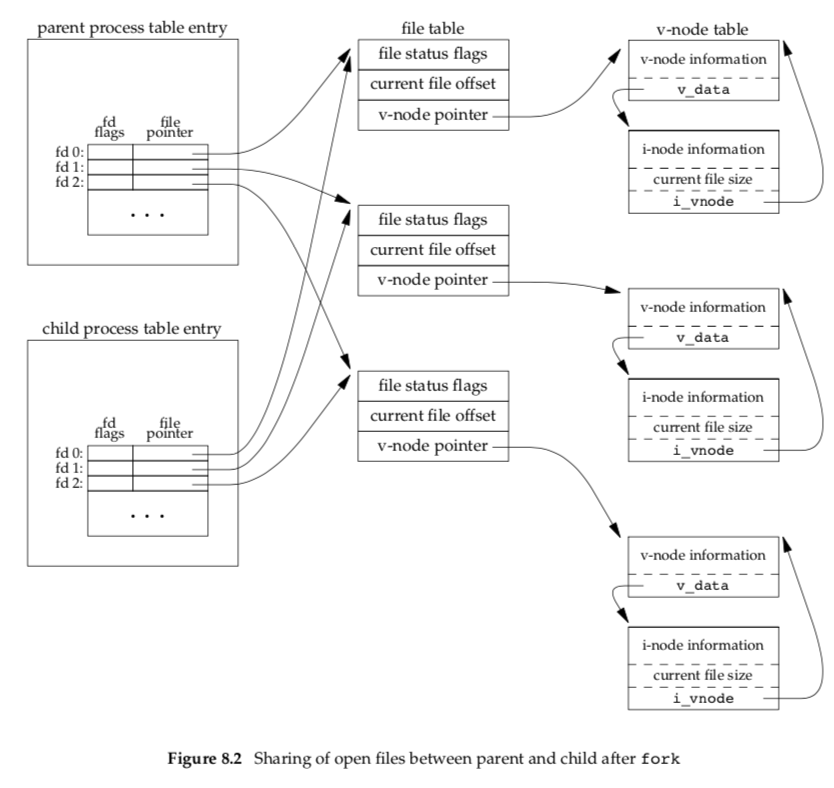 parent process table entry
fd
flags
file
pointer
fd 0:
fd 1:
fd 2:
. . .
child process table entry
fd
flags
file
pointer
fd 0:
fd 1:
fd 2:
. . .
file table
file status flags
current file offset
v-node pointer
file status flags
current file offset
v-node pointer
file status flags
current file offset
v-node pointer
v-node table
v-node information
v_data
i-node information
current file size
i_vnode
v-node information
v_data
i-node information
current file size
i_vnode
v-node information
v_data
i-node information
current file size
i_vnode
Figure 8.2 Sharing of open files between parent and child after fork